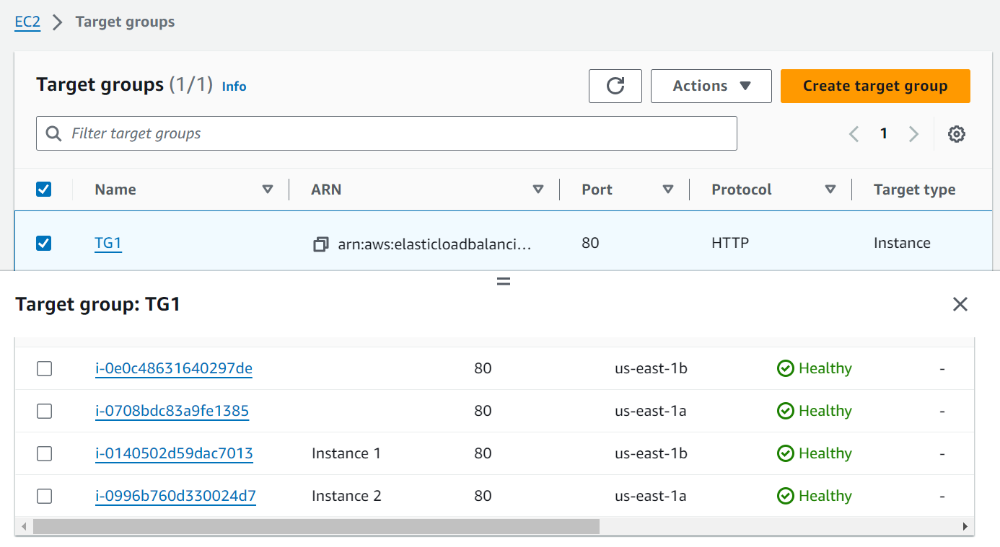 EC2 > Target groups
Target groups (1/1) Info
Actions
Create target group
Filter target groups
1
Name ARN Port Protocol Target type
TG1 arn:aws:elasticloadbalanci... 80 HTTP Instance
Target group: TG1
i-0e0c48631640297de 80 us-east-1b Healthy -
i-0708bdc83a9fe1385 80 us-east-1a Healthy -
i-0140502d59dac7013 Instance 1 80 us-east-1b Healthy -
i-0996b760d330024d7 Instance 2 80 us-east-1a Healthy -